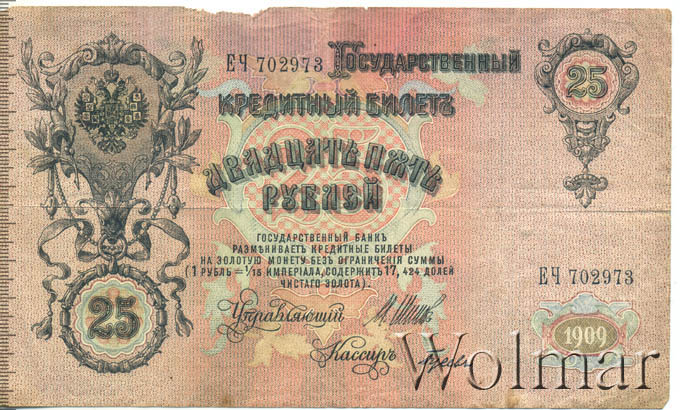 ЕЧ 702973 Государственный
кредитный билетъ
25
двадцать пять
рублей
Государственный банкъ
размѣниваетъ кредитные билеты
на золотую монету безъ ограниченія суммы
(1 рубль = 1/15 имперіала, содержитъ 17,424 долей
чистаго золота).
ЕЧ 702973
25
Управляющій
1909
Кассиръ
Wolmar